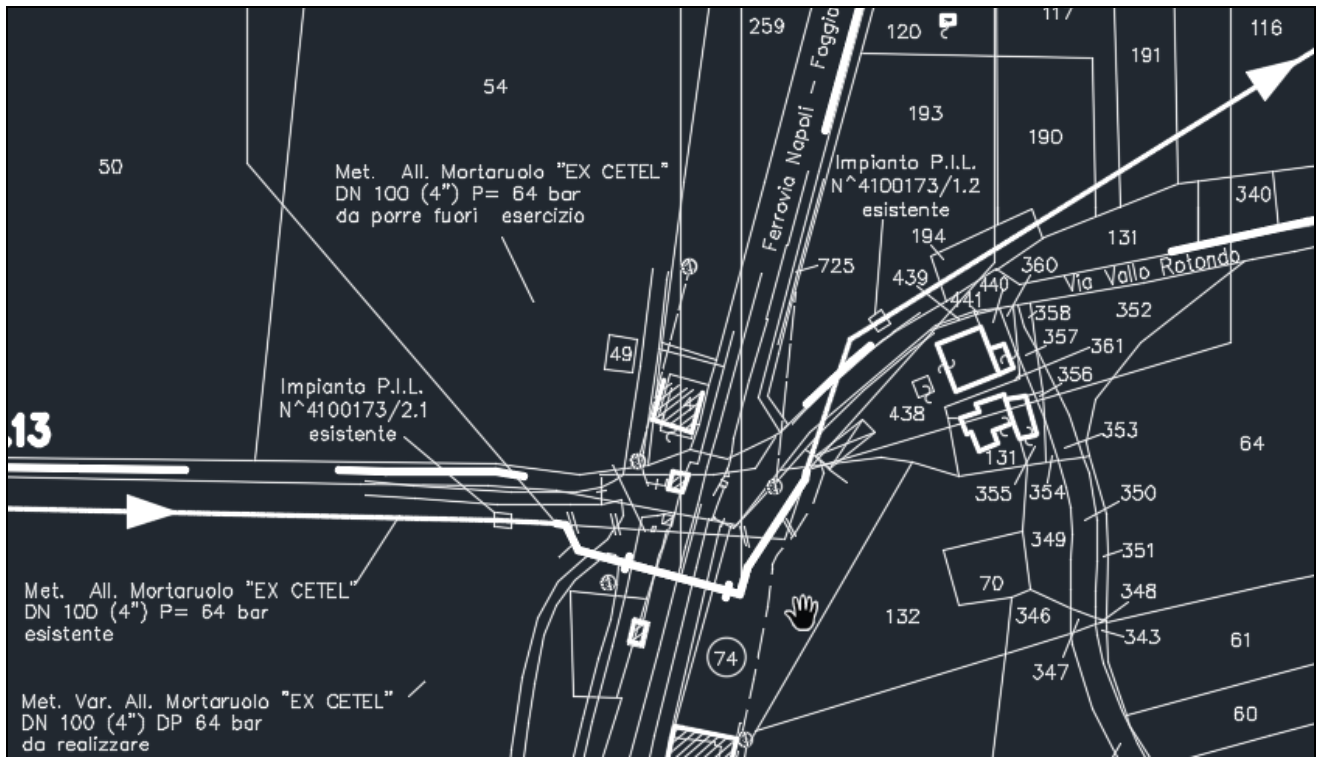 259
120
117
116
191
54
193
190
50
Met. All. Mortaruolo "EX CETEL"
DN 100 (4") P= 64 bar
da porre fuori esercizio
Ferrovia Napoli - Foggia
Impianto P.I.L.
N^4100173/1.2
esistente
340
194
131
725
439
440
360
Via Vallo Rotondo
441
358
352
357
361
49
356
Impianto P.I.L.
N^4100173/2.1
esistente
438
.13
353
64
131
355
354
350
349
351
Met. All. Mortaruolo "EX CETEL"
DN 100 (4") P= 64 bar
esistente
70
348
132
346
343
61
74
347
Met. Var. All. Mortaruolo "EX CETEL"
DN 100 (4") DP 64 bar
da realizzare
60